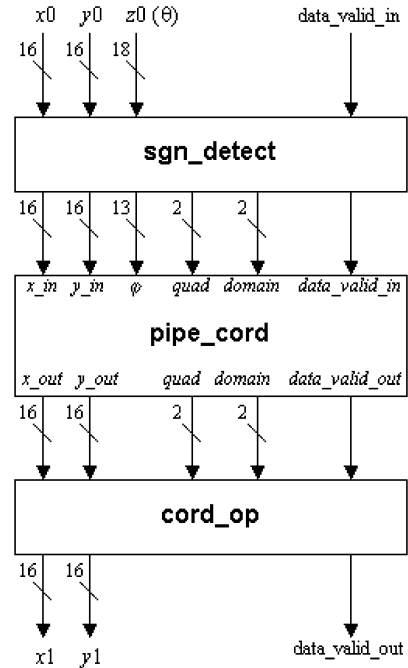 x0 y0 z0 (θ) data_valid_in
16 16 18
sgn_detect
16 16 13 2 2
x_in y_in φ quad domain data_valid_in
pipe_cord
x_out y_out quad domain data_valid_out
16 16 2 2
cord_op
16 16
x1 y1 data_valid_out